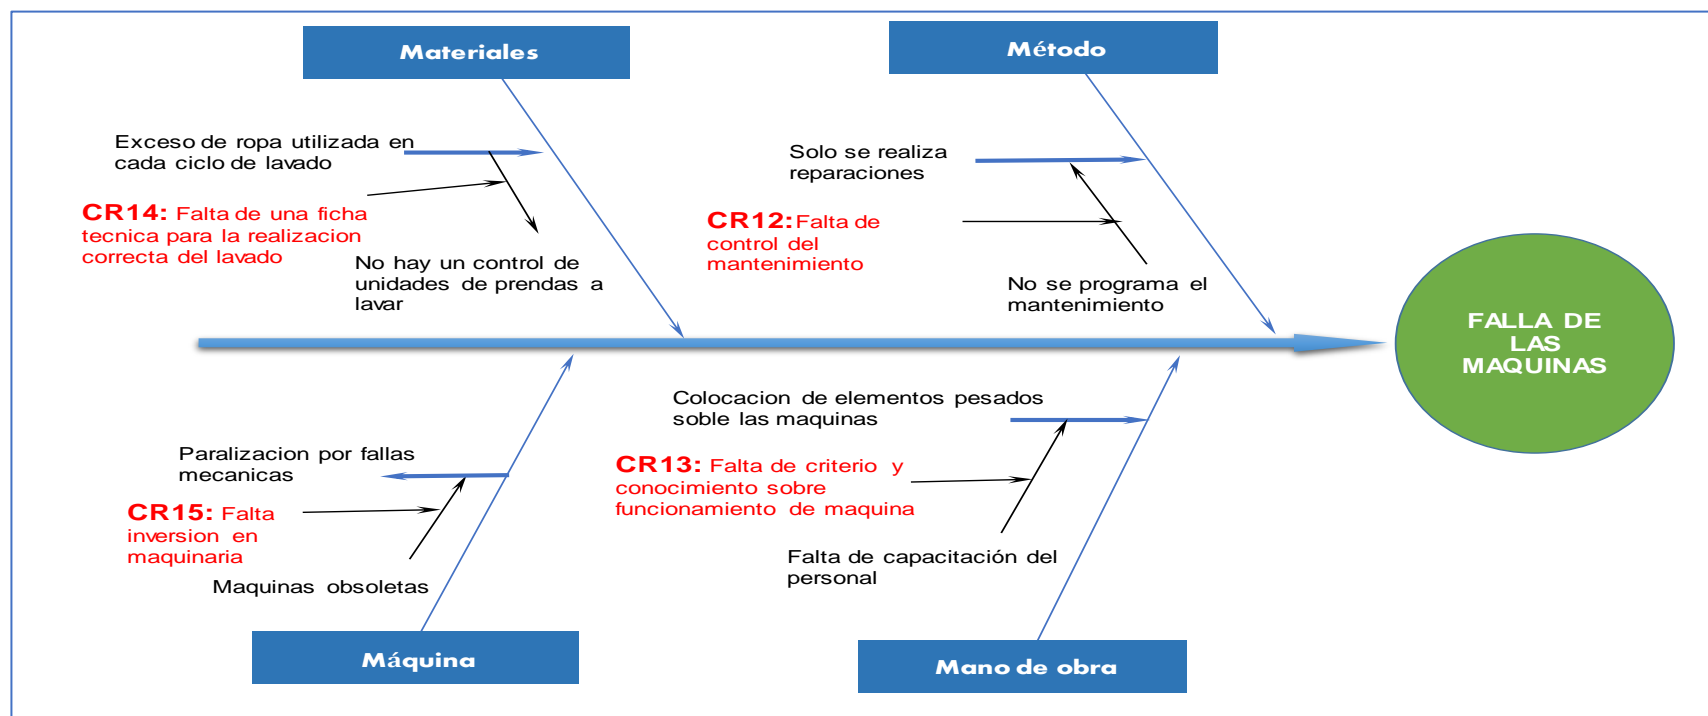 Materiales
Método
Exceso de ropa utilizada en
cada ciclo de lavado
CR14: Falta de una ficha
tecnica para la realizacion
correcta del lavado
No hay un control de
unidades de prendas a
lavar
Solo se realiza
reparaciones
CR12: Falta de
control del
mantenimiento
No se programa el
mantenimiento
FALLA DE
LAS
MAQUINAS
Paralizacion por fallas
mecanicas
CR15: Falta
inversion en
maquinaria
Maquinas obsoletas
Colocacion de elementos pesados
soble las maquinas
CR13: Falta de criterio y
conocimiento sobre
funcionamiento de maquina
Falta de capacitación del
personal
Máquina
Mano de obra